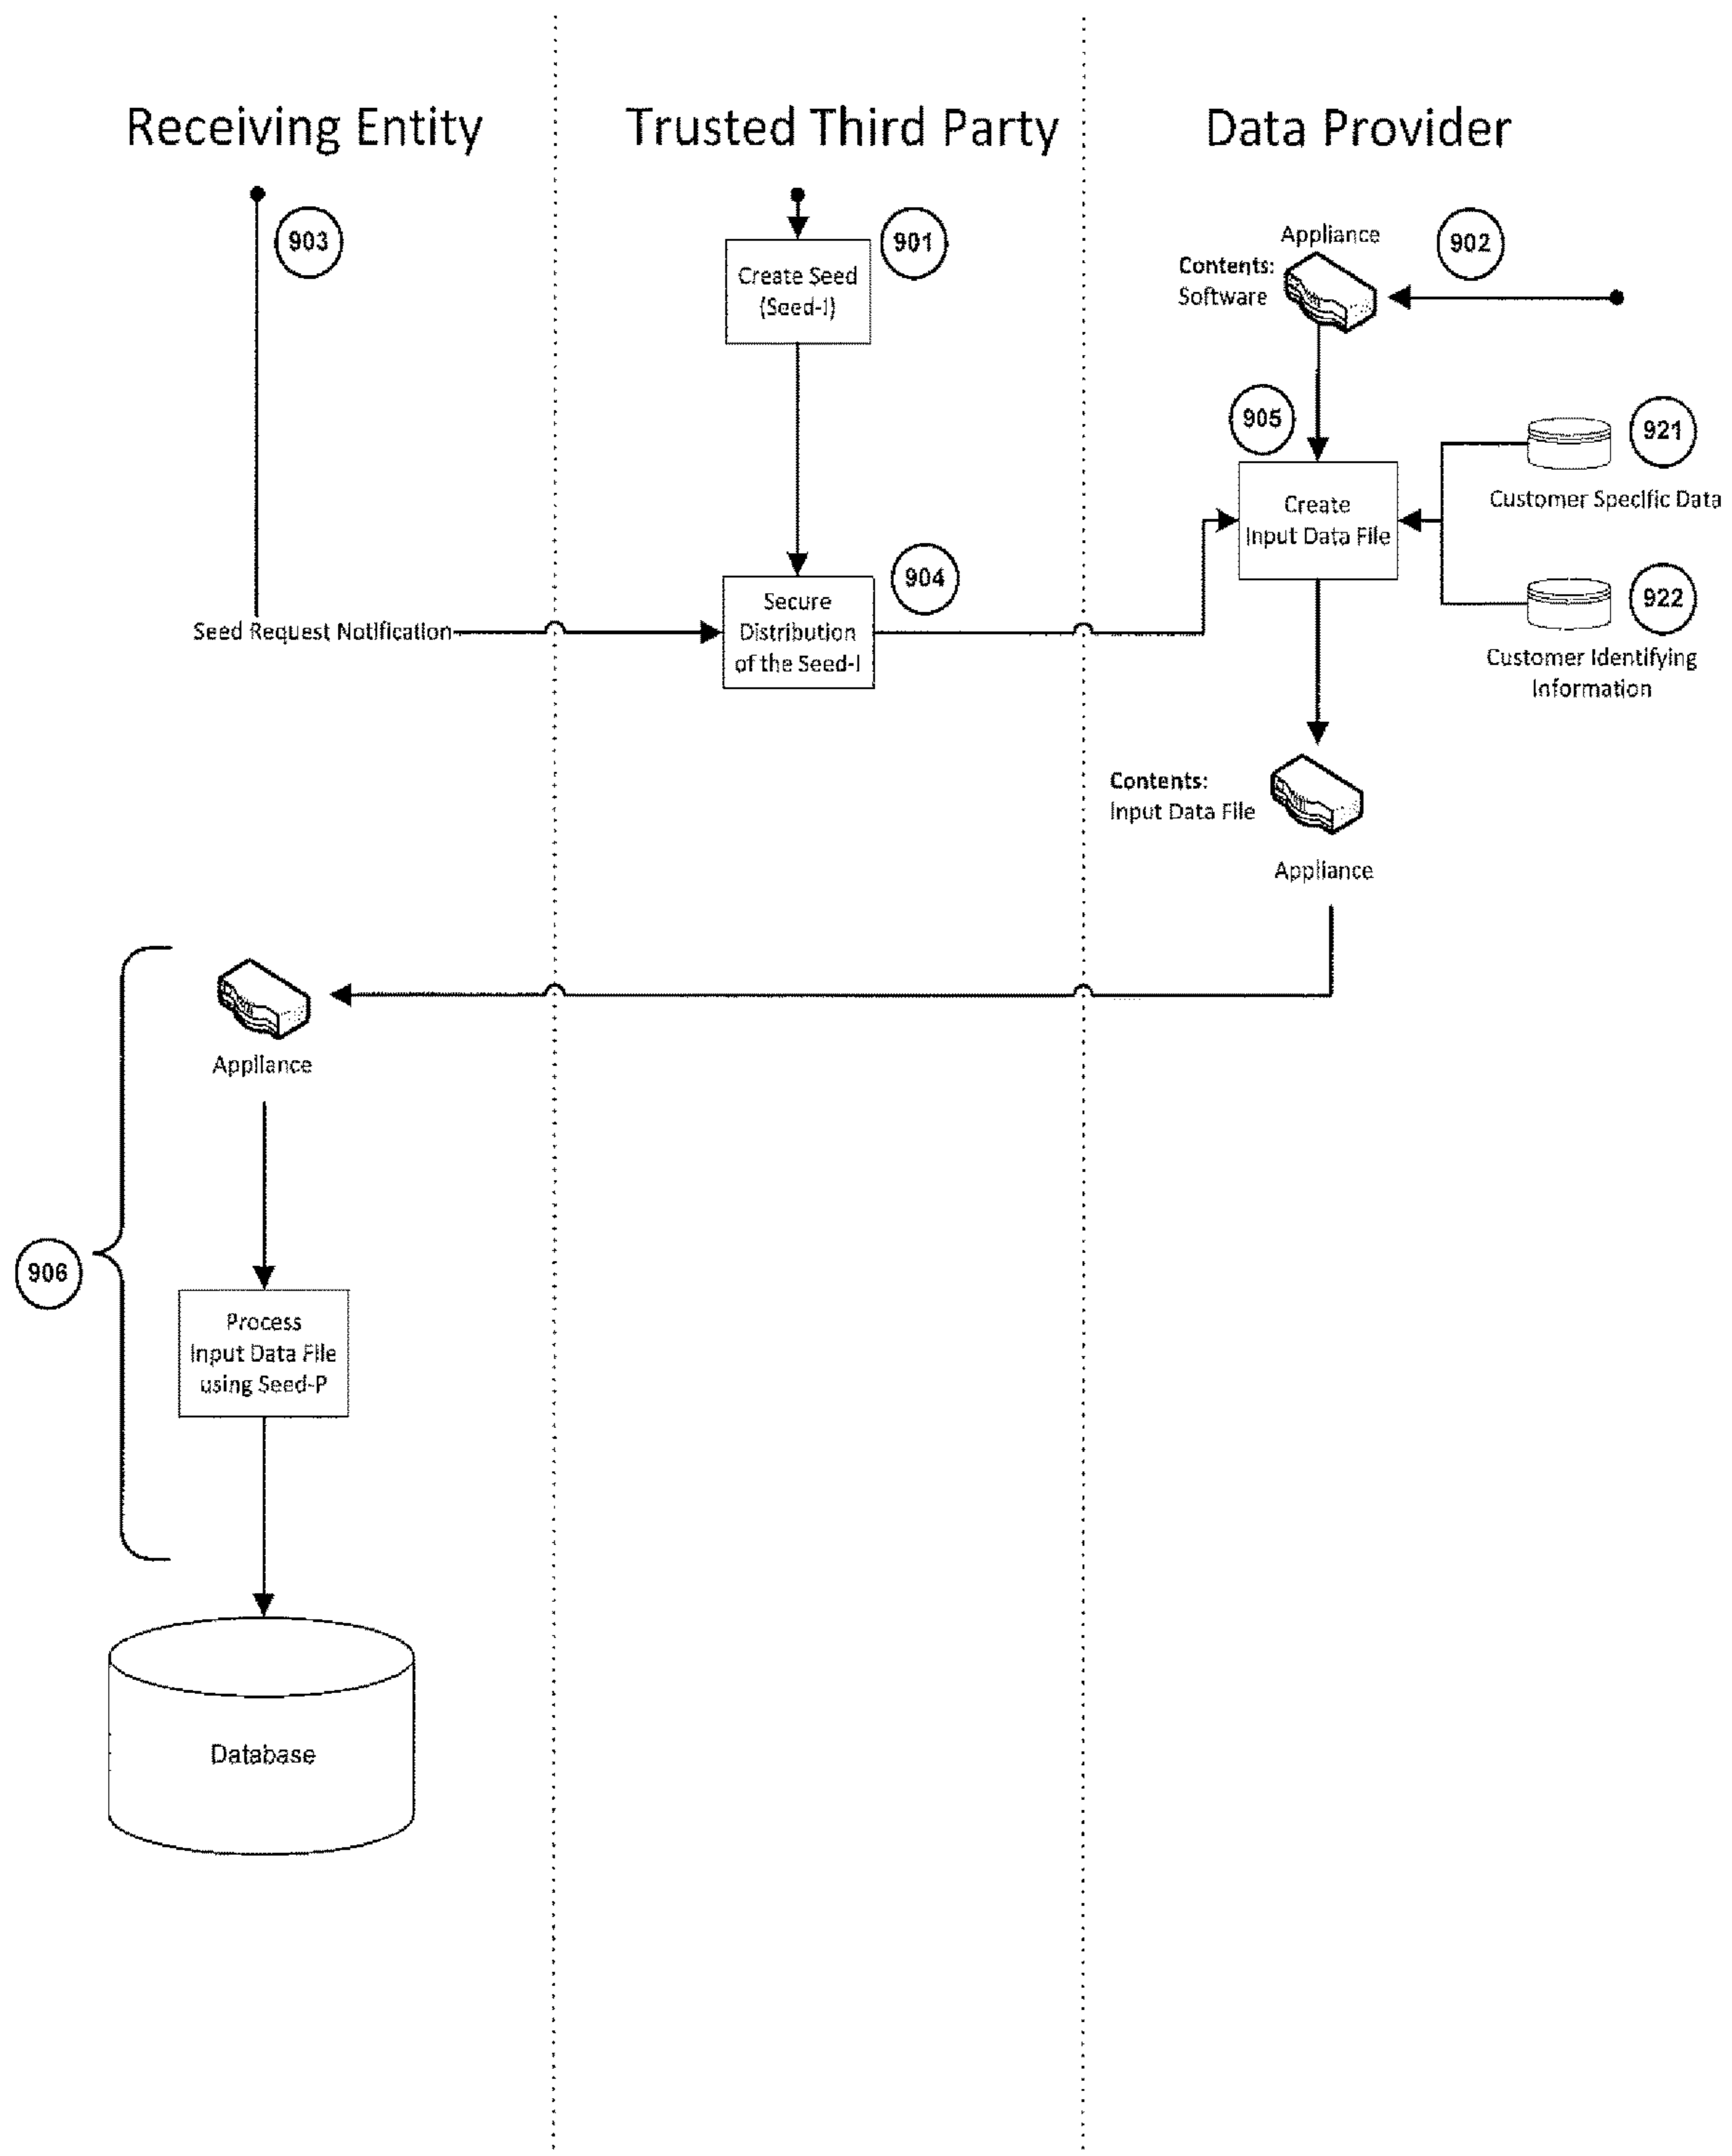 Receiving Entity
Trusted Third Party
Data Provider
903
901
Create Seed
(Seed-I)
Appliance
902
Contents:
Software
905
921
Customer Specific Data
Create
Input Data File
904
Secure
Distribution
of the Seed-I
Seed Request Notification
922
Customer Identifying
Information
Contents:
Input Data File
Appliance
Appliance
906
Process
Input Data File
using Seed-P
Database